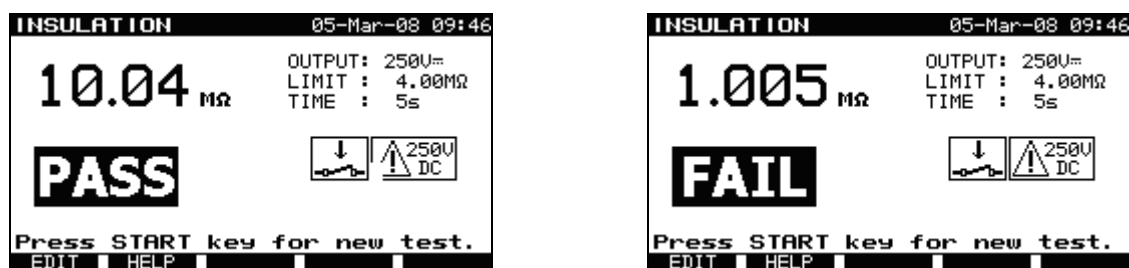 INSULATION 05-Mar-08 09:46
10.04 MΩ
OUTPUT: 250V⎓
LIMIT : 4.00MΩ
TIME : 5s
PASS
250V
DC
Press START key for new test.
EDIT HELP
INSULATION 05-Mar-08 09:46
1.005 MΩ
OUTPUT: 250V⎓
LIMIT : 4.00MΩ
TIME : 5s
FAIL
250V
DC
Press START key for new test.
EDIT HELP